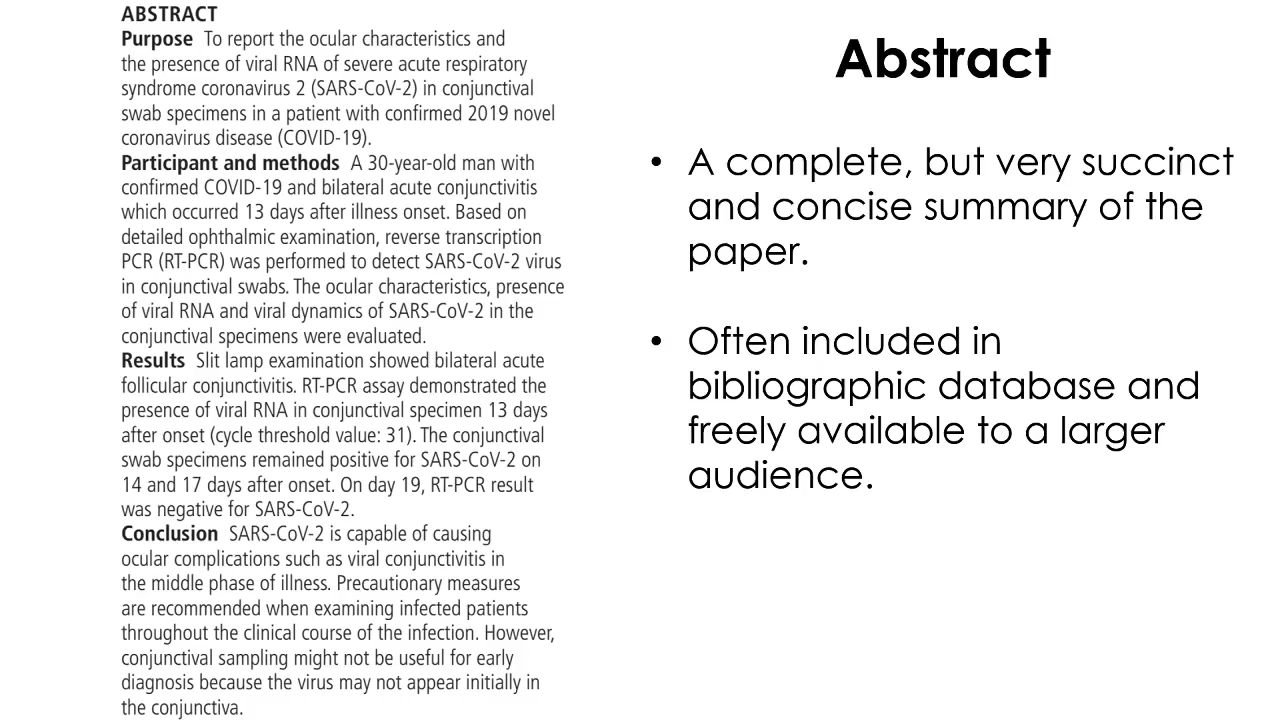 ABSTRACT
Purpose To report the ocular characteristics and
the presence of viral RNA of severe acute respiratory
syndrome coronavirus 2 (SARS-CoV-2) in conjunctival
swab specimens in a patient with confirmed 2019 novel
coronavirus disease (COVID-19).
Participant and methods A 30-year-old man with
confirmed COVID-19 and bilateral acute conjunctivitis
which occurred 13 days after illness onset. Based on
detailed ophthalmic examination, reverse transcription
PCR (RT-PCR) was performed to detect SARS-CoV-2 virus
in conjunctival swabs. The ocular characteristics, presence
of viral RNA and viral dynamics of SARS-CoV-2 in the
conjunctival specimens were evaluated.
Results Slit lamp examination showed bilateral acute
follicular conjunctivitis. RT-PCR assay demonstrated the
presence of viral RNA in conjunctival specimen 13 days
after onset (cycle threshold value: 31). The conjunctival
swab specimens remained positive for SARS-CoV-2 on
14 and 17 days after onset. On day 19, RT-PCR result
was negative for SARS-CoV-2.
Conclusion SARS-CoV-2 is capable of causing
ocular complications such as viral conjunctivitis in
the middle phase of illness. Precautionary measures
are recommended when examining infected patients
throughout the clinical course of the infection. However,
conjunctival sampling might not be useful for early
diagnosis because the virus may not appear initially in
the conjunctiva.
Abstract
• A complete, but very succinct
and concise summary of the
paper.
• Often included in
bibliographic database and
freely available to a larger
audience.